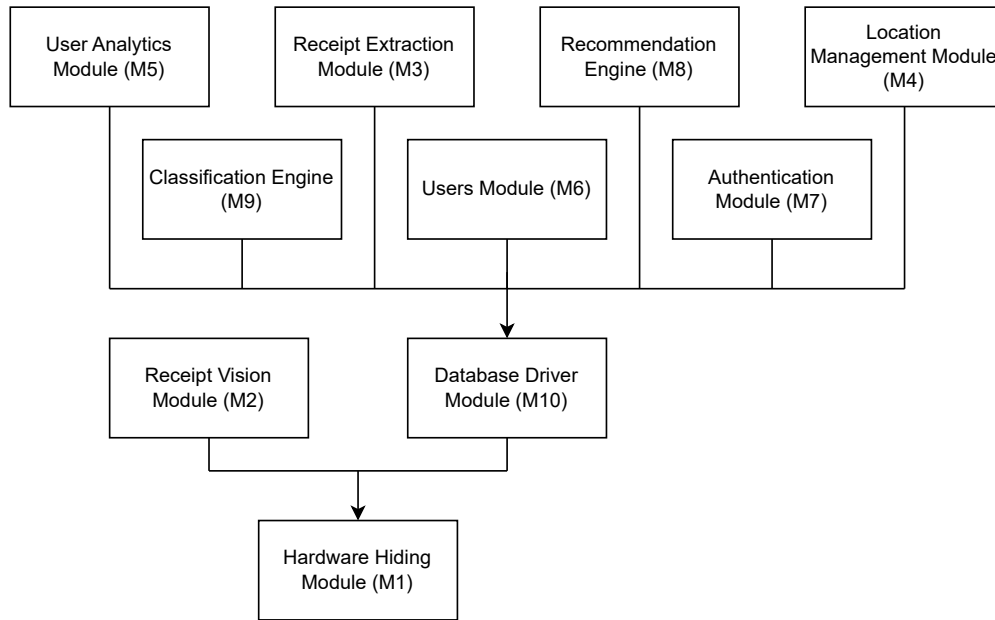 User Analytics
Module (M5)
Receipt Extraction
Module (M3)
Recommendation
Engine (M8)
Location
Management Module
(M4)
Classification Engine
(M9)
Users Module (M6)
Authentication
Module (M7)
Receipt Vision
Module (M2)
Database Driver
Module (M10)
Hardware Hiding
Module (M1)